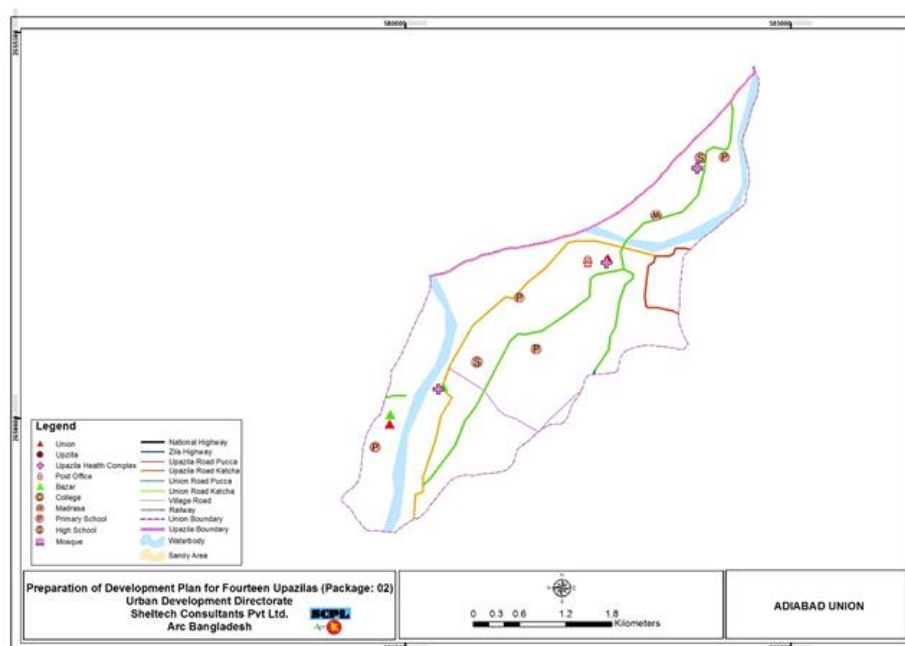 580000
585000
2655000
2650000
S
P
P
S
P
P
Legend
Union
Upzilla
Upazila Health Complex
Post Office
Bazar
College
Madrasa
Primary School
High School
Mosque
National Highway
Zila Highway
Upazila Road Pucca
Upazila Road Katcha
Union Road Pucca
Union Road Katcha
Village Road
Railway
Union Boundary
Upazila Boundary
Waterbody
Sandy Area
Preparation of Development Plan for Fourteen Upazilas (Package: 02)
Urban Development Directorate
Sheltech Consultants Pvt Ltd.
Arc Bangladesh
SCPL
0 0.3 0.6 1.2 1.8
Kilometers
ADIABAD UNION